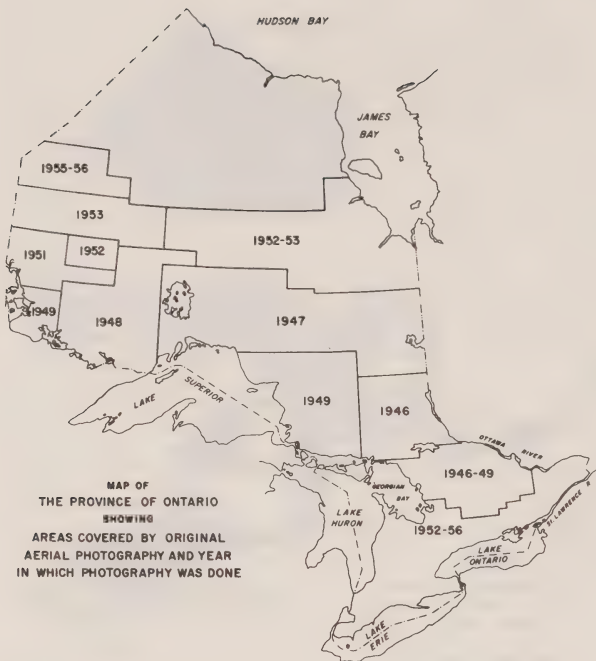 HUDSON BAY
JAMES
BAY
1955-56
1953
1952-53
1951
1952
1949
1948
1947
LAKE SUPERIOR
1949
1946
OTTAWA RIVER
1946-49
GEORGIAN
BAY
ST. LAWRENCE R
LAKE
HURON
1952-56
LAKE
ONTARIO
LAKE
ERIE
MAP OF
THE PROVINCE OF ONTARIO
SHOWING
AREAS COVERED BY ORIGINAL
AERIAL PHOTOGRAPHY AND YEAR
IN WHICH PHOTOGRAPHY WAS DONE